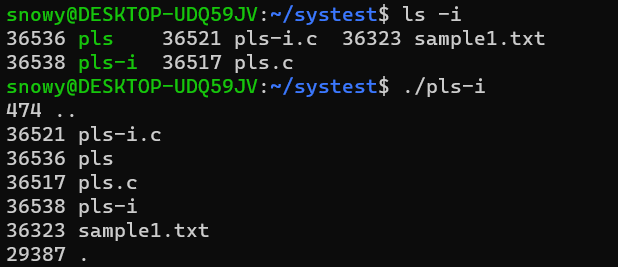 snowy@DESKTOP-UDQ59JV:~/systest$ ls -i
36536 pls    36521 pls-i.c  36323 sample1.txt
36538 pls-i  36517 pls.c
snowy@DESKTOP-UDQ59JV:~/systest$ ./pls-i
474 ..
36521 pls-i.c
36536 pls
36517 pls.c
36538 pls-i
36323 sample1.txt
29387 .